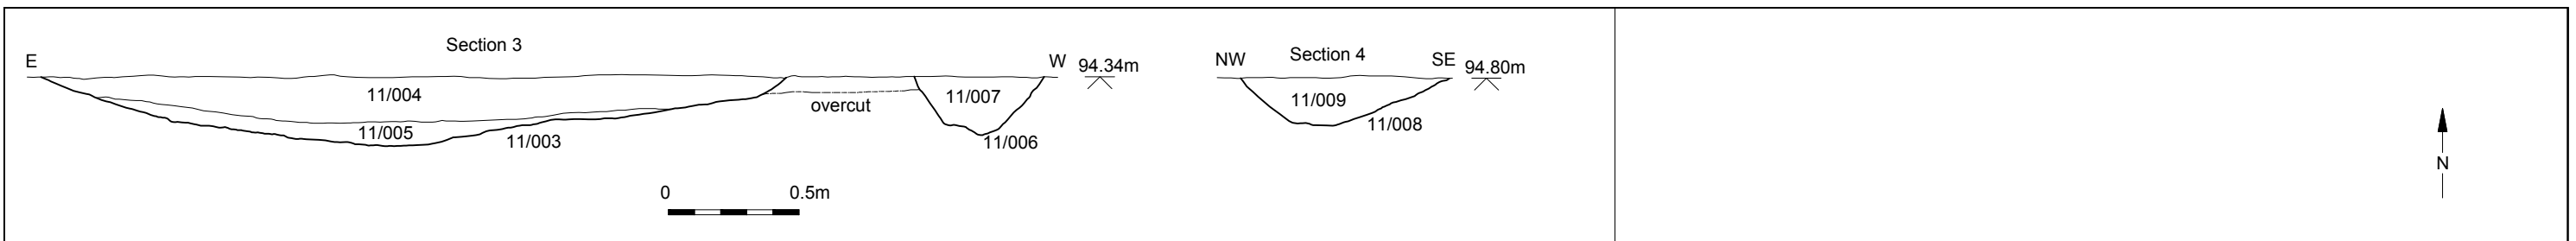 Section 3
E
W
94.34m
11/004
11/007
overcut
11/005
11/003
11/006
0
0.5m
Section 4
NW
SE
94.80m
11/009
11/008
N